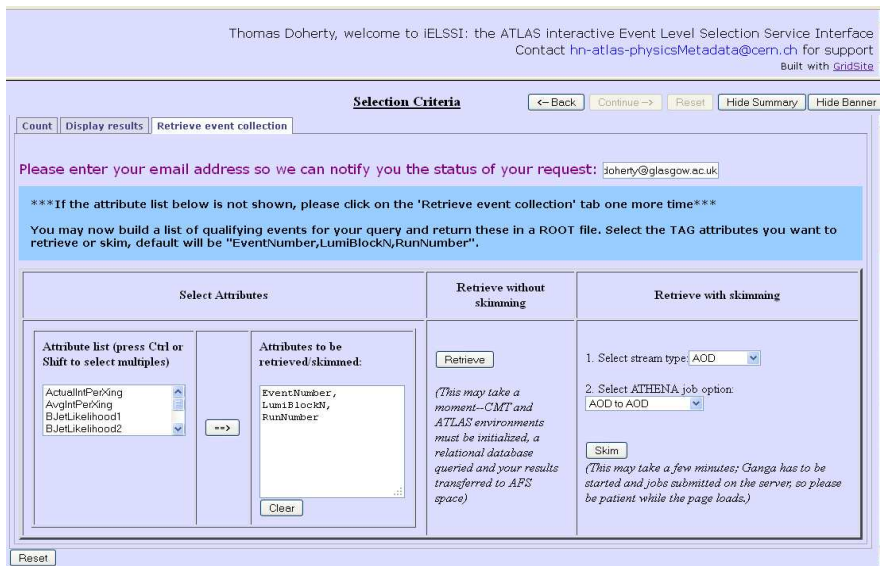 Thomas Doherty, welcome to iELSSI: the ATLAS interactive Event Level Selection Service Interface
Contact hn-atlas-physicsMetadata@cern.ch for support
Built with GridSite
Selection Criteria
<-- Back
Continue -->
Reset
Hide Summary
Hide Banner
Count
Display results
Retrieve event collection
Please enter your email address so we can notify you the status of your request:
doherty@glasgow.ac.uk
***If the attribute list below is not shown, please click on the 'Retrieve event collection' tab one more time***
You may now build a list of qualifying events for your query and return these in a ROOT file. Select the TAG attributes you want to
retrieve or skim, default will be "EventNumber,LumiBlockN,RunNumber".
Select Attributes
Retrieve without
skimming
Retrieve with skimming
Attribute list (press Ctrl or
Shift to select multiples)
ActualIntPerXing
AvgIntPerXing
BJetLikelihood1
BJetLikelihood2
==>
Attributes to be
retrieved/skimmed:
EventNumber,
LumiBlockN,
RunNumber
Clear
Retrieve
(This may take a
moment--CMT and
ATLAS environments
must be initialized, a
relational database
queried and your results
transferred to AFS
space)
1. Select stream type: AOD
2. Select ATHENA job option:
AOD to AOD
Skim
(This may take a few minutes; Ganga has to be
started and jobs submitted on the server, so please
be patient while the page loads.)
Reset